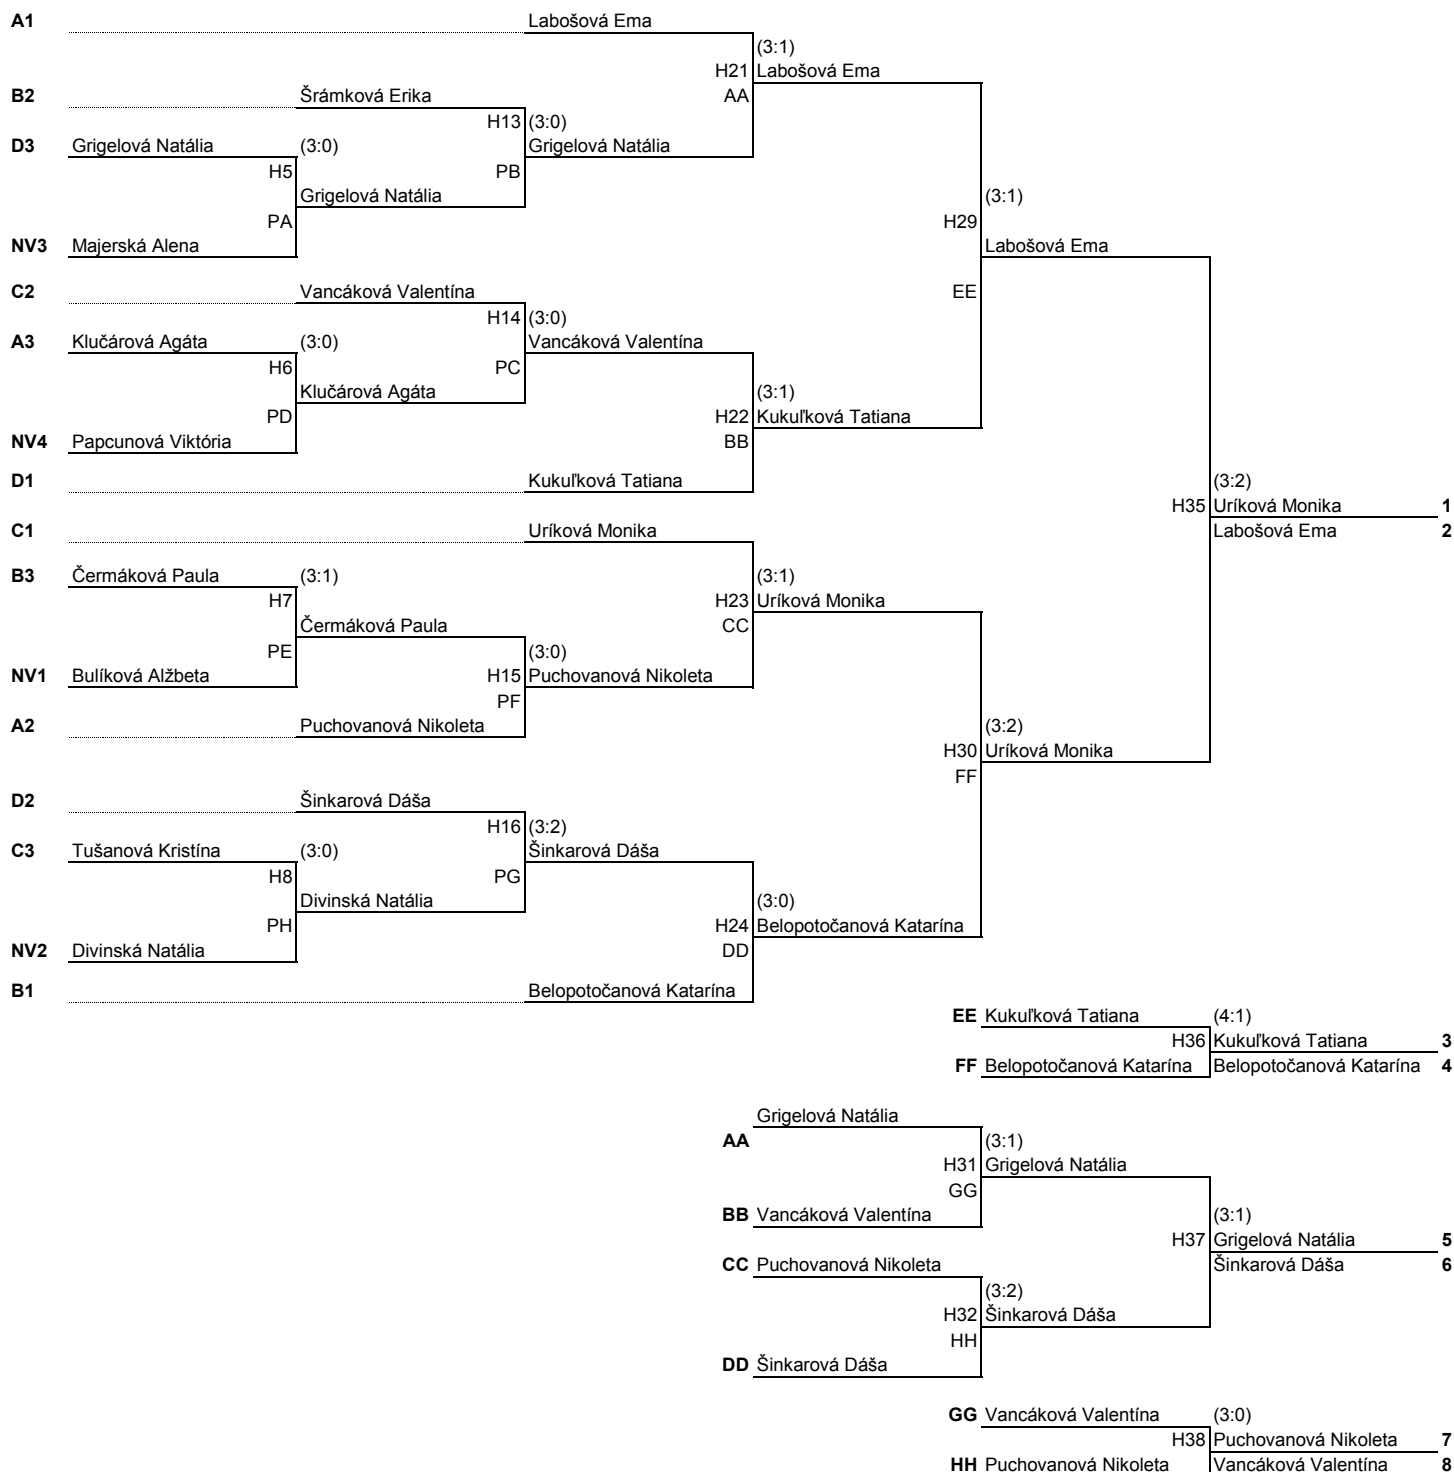 A1 Labošová Ema
(3:1)
H21 Labošová Ema
B2 Šrámková Erika AA
H13 (3:0)
D3 Grigelová Natália (3:0) Grigelová Natália
H5 PB
Grigelová Natália (3:1)
PA H29
NV3 Majerská Alena Labošová Ema
C2 Vancáková Valentína EE
H14 (3:0)
A3 Klučárová Agáta (3:0) Vancáková Valentína
H6 PC
Klučárová Agáta (3:1)
PD H22 Kukuľková Tatiana
NV4 Papcunová Viktória BB
D1 Kukuľková Tatiana (3:2)
H35 Uríková Monika 1
C1 Uríková Monika Labošová Ema 2
B3 Čermáková Paula (3:1) (3:1)
H7 H23 Uríková Monika
Čermáková Paula CC
PE (3:0)
NV1 Bulíková Alžbeta H15 Puchovanová Nikoleta
PF
A2 Puchovanová Nikoleta (3:2)
H30 Uríková Monika
FF
D2 Šinkarová Dáša
H16 (3:2)
C3 Tušanová Kristína (3:0) Šinkarová Dáša
H8 PG
Divinská Natália (3:0)
PH H24 Belopotočanová Katarína
NV2 Divinská Natália DD
B1 Belopotočanová Katarína
EE Kukuľková Tatiana (4:1)
H36 Kukuľková Tatiana 3
FF Belopotočanová Katarína Belopotočanová Katarína 4
Grigelová Natália
AA (3:1)
H31 Grigelová Natália
GG
BB Vancáková Valentína (3:1)
H37 Grigelová Natália 5
CC Puchovanová Nikoleta Šinkarová Dáša 6
(3:2)
H32 Šinkarová Dáša
HH
DD Šinkarová Dáša
GG Vancáková Valentína (3:0)
H38 Puchovanová Nikoleta 7
HH Puchovanová Nikoleta Vancáková Valentína 8